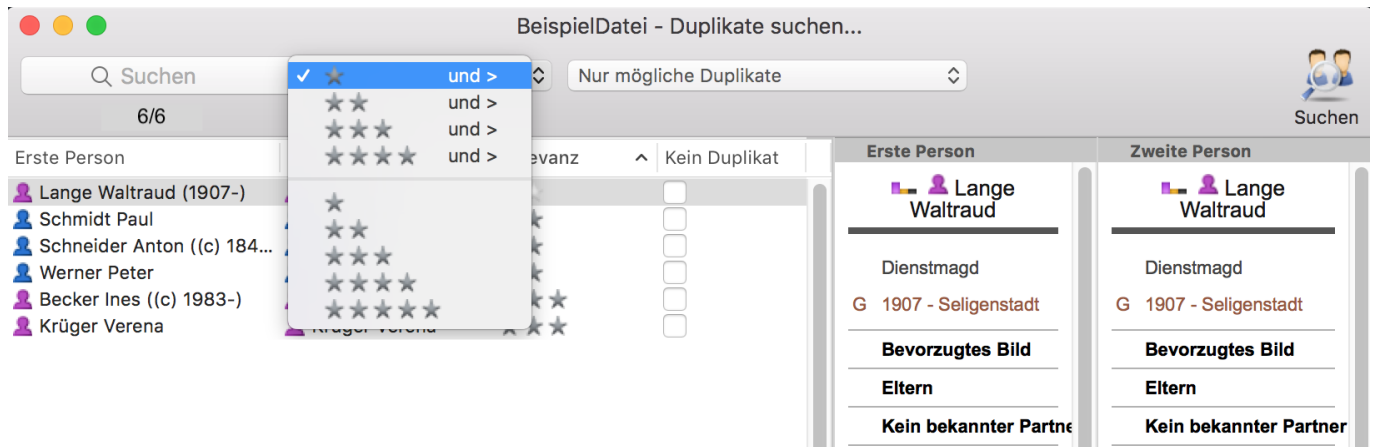 BeispielDatei - Duplikate suchen...
Suchen
und >
Nur mögliche Duplikate
und >
und >
und >
6/6
Suchen
Erste Person
evanz
Kein Duplikat
Lange Waltraud (1907-)
Schmidt Paul
Schneider Anton ((c) 184...
Werner Peter
Becker Ines ((c) 1983-)
Krüger Verena
Krüger Verena
Erste Person
Lange
Waltraud
Dienstmagd
G 1907 - Seligenstadt
Bevorzugtes Bild
Eltern
Kein bekannter Partne
Zweite Person
Lange
Waltraud
Dienstmagd
G 1907 - Seligenstadt
Bevorzugtes Bild
Eltern
Kein bekannter Partner